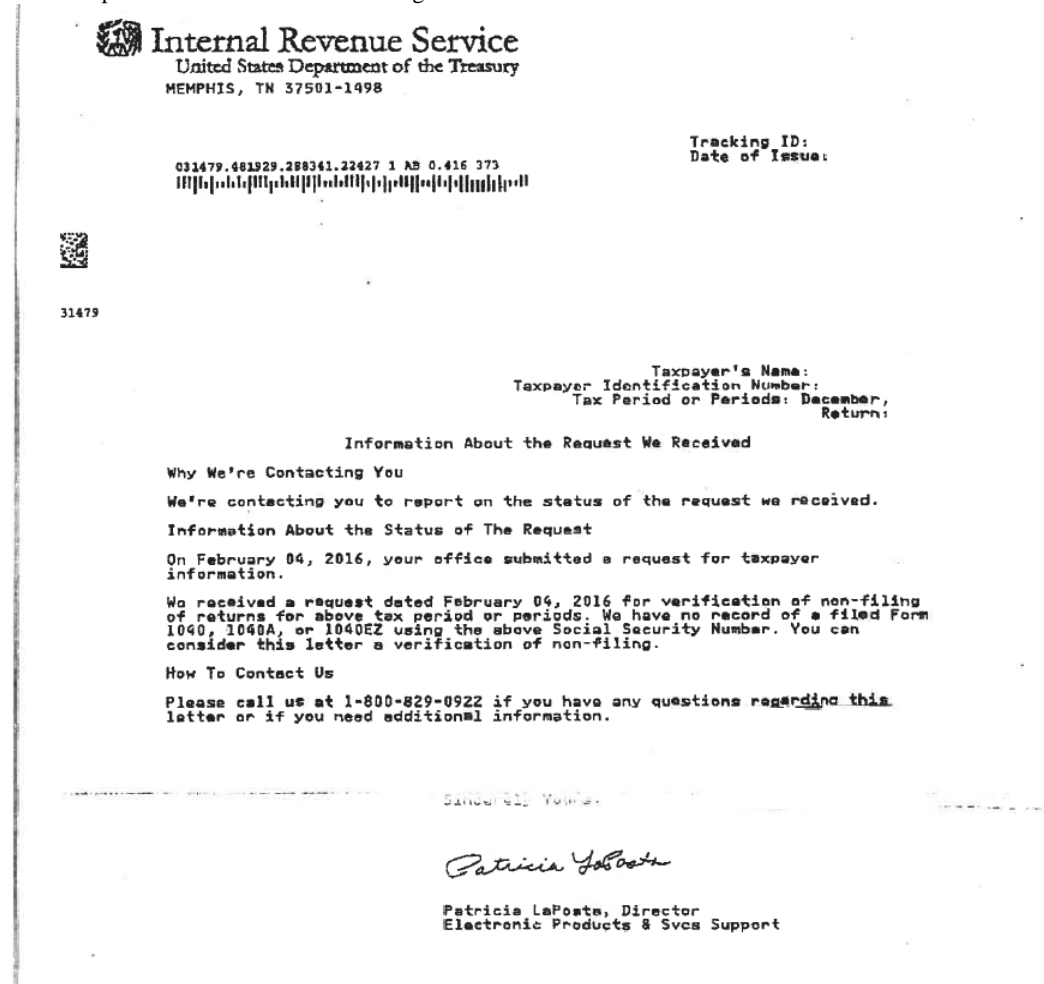 Internal Revenue Service
United States Department of the Treasury
MEMPHIS, TN 37501-1498
Tracking ID:
Date of Issue:
031479.481929.288341.22427 1 AB 0.416 373
31479
Taxpayer's Name:
Taxpayer Identification Number:
Tax Period or Periods: December,
Return:
Information About the Request We Received
Why We're Contacting You
We're contacting you to report on the status of the request we received.
Information About the Status of The Request
On February 04, 2016, your office submitted a request for taxpayer
information.
We received a request dated February 04, 2016 for verification of non-filing
of returns for above tax period or periods. We have no record of a filed Form
1040, 1040A, or 1040EZ using the above Social Security Number. You can
consider this letter a verification of non-filing.
How To Contact Us
Please call us at 1-800-829-0922 if you have any questions regarding this
letter or if you need additional information.
Sincerely Yours,
Patricia LaPosta
Patricia LaPosta, Director
Electronic Products & Svcs Support